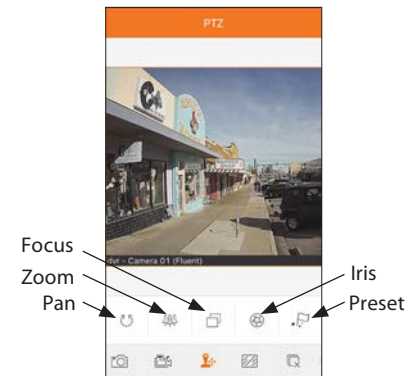 PTZ
dvr - Camera 01 (Fluent)
Focus
Zoom
Pan
Iris
Preset